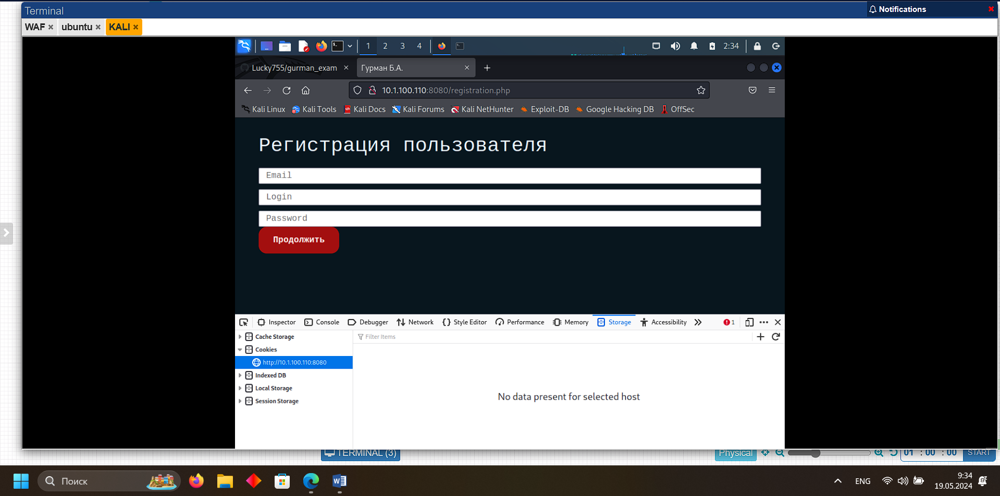 Terminal
Notifications
WAF × ubuntu × KALI ×
1 2 3 4 2:34
Lucky755/gurman_exam × Гурман Б.А. × +
10.1.100.110:8080/registration.php
Kali Linux Kali Tools Kali Docs Kali Forums Kali NetHunter Exploit-DB Google Hacking DB OffSec
Регистрация пользователя
Email
Login
Password
Продолжить
Inspector Console Debugger Network Style Editor Performance Memory Storage Accessibility 1
Cache Storage
Filter Items
Cookies
http://10.1.100.110:8080
Indexed DB
Local Storage
Session Storage
No data present for selected host
TERMINAL (3) Physical 01 : 00 : 00 START
Поиск
ENG
9:34
19.05.2024